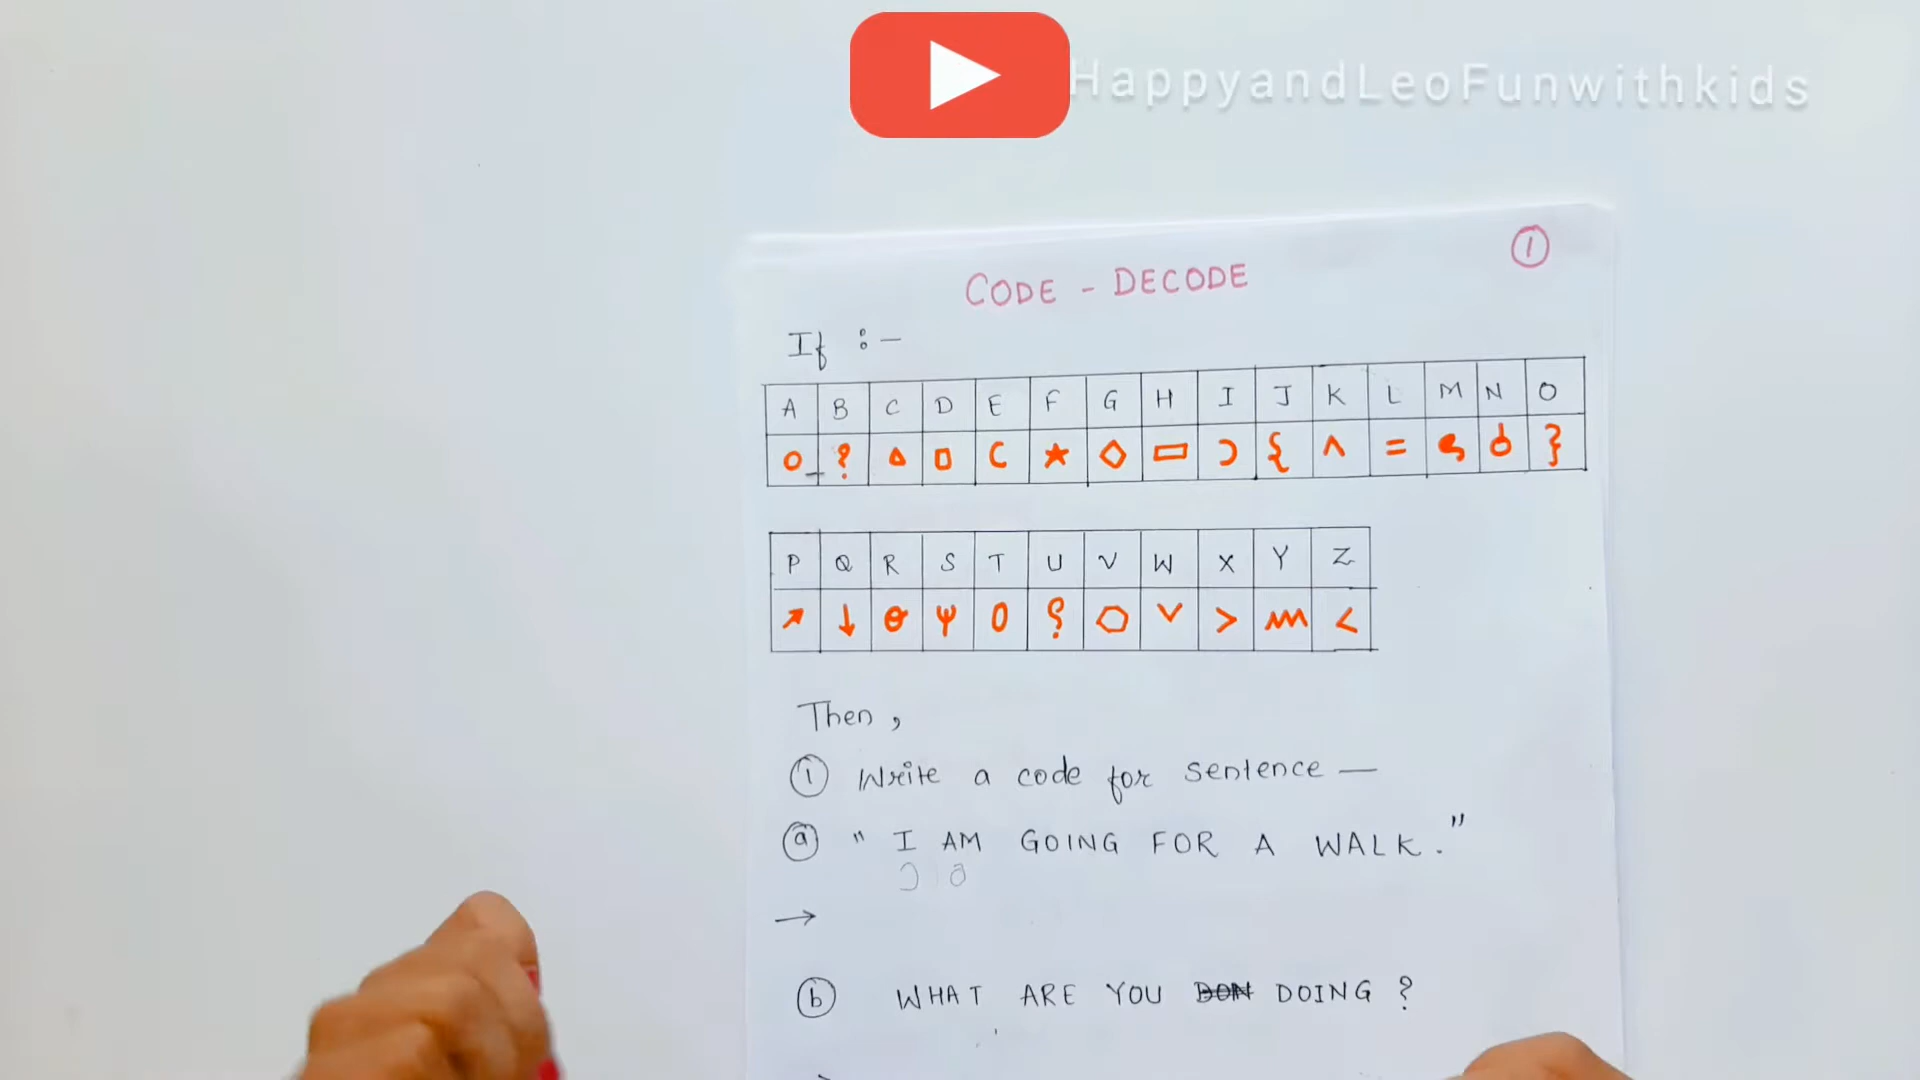 HappyandLeoFunwithkids
1
CODE - DECODE
If :-
A B C D E F G H I J K L M N O
P Q R S T U V W X Y Z
Then,
1 Write a code for sentence —
a " I AM GOING FOR A WALK."
b WHAT ARE YOU DOING ?